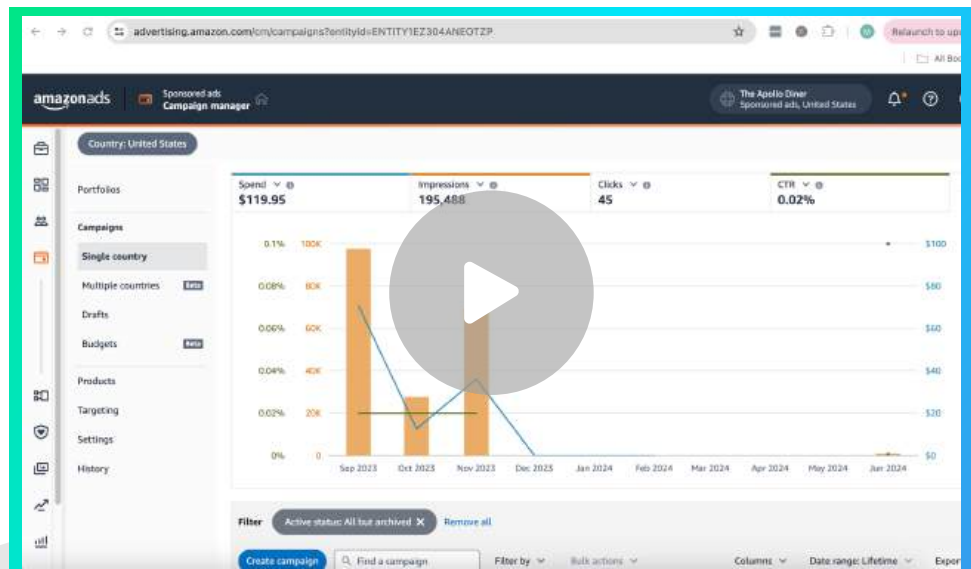 advertising.amazon.com/cm/campaigns?entityId=ENTITY1EZ304ANEOTZP
Relaunch to
All
amazonads
Sponsored ads
Campaign manager
The Apollo Diner
Sponsored ads, United States
Country: United States
Portfolios
Campaigns
Single country
Multiple countries Beta
Drafts
Budgets Beta
Products
Targeting
Settings
History
Spend
$119.95
Impressions
195,488
Clicks
45
CTR
0.02%
0.1% 100K $100
0.08% 80K $80
0.06% 60K $60
0.04% 40K $40
0.02% 20K $20
0% 0 $0
Sep 2023 Oct 2023 Nov 2023 Dec 2023 Jan 2024 Feb 2024 Mar 2024 Apr 2024 May 2024 Jun 2024
Filter Active status: All but archived X Remove all
Create campaign Find a campaign Filter by Bulk actions Columns Date range: Lifetime Export